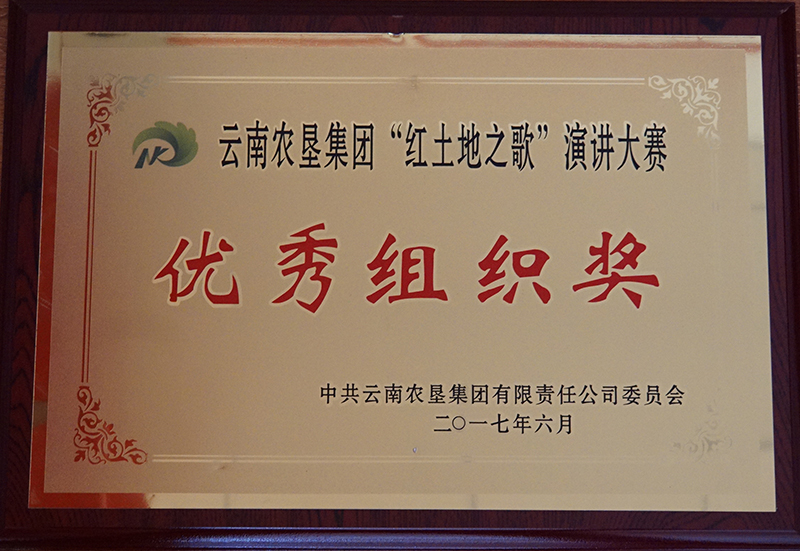 NK
云南农垦集团“红土地之歌”演讲大赛
优秀组织奖
中共云南农垦集团有限责任公司委员会
二〇一七年六月